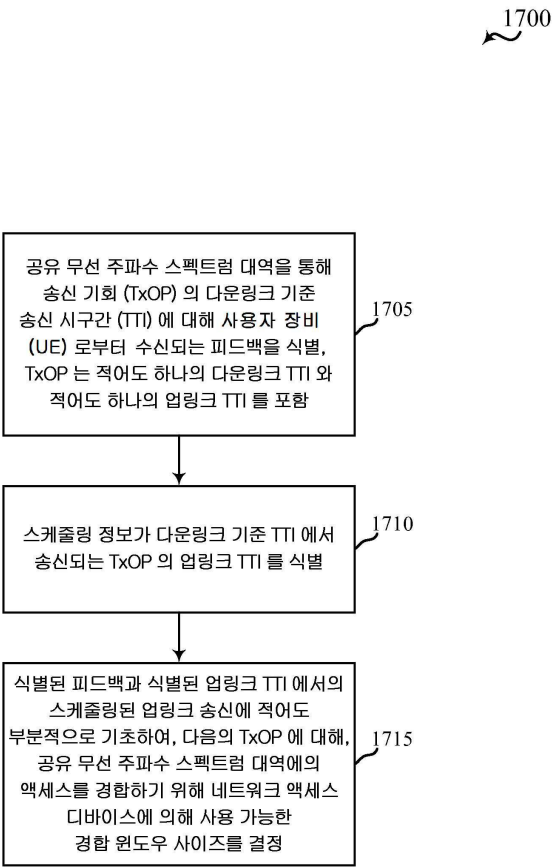 1700
공유 무선 주파수 스펙트럼 대역을 통해
송신 기회 (TxOP) 의 다운링크 기준
송신 시구간 (TTI) 에 대해 사용자 장비
(UE) 로부터 수신되는 피드백을 식별,
TxOP 는 적어도 하나의 다운링크 TTI 와
적어도 하나의 업링크 TTI 를 포함
1705
스케줄링 정보가 다운링크 기준 TTI 에서
송신되는 TxOP 의 업링크 TTI 를 식별
1710
식별된 피드백과 식별된 업링크 TTI 에서의
스케줄링된 업링크 송신에 적어도
부분적으로 기초하여, 다음의 TxOP 에 대해,
공유 무선 주파수 스펙트럼 대역에의
액세스를 경합하기 위해 네트워크 액세스
디바이스에 의해 사용 가능한
경합 윈도우 사이즈를 결정
1715